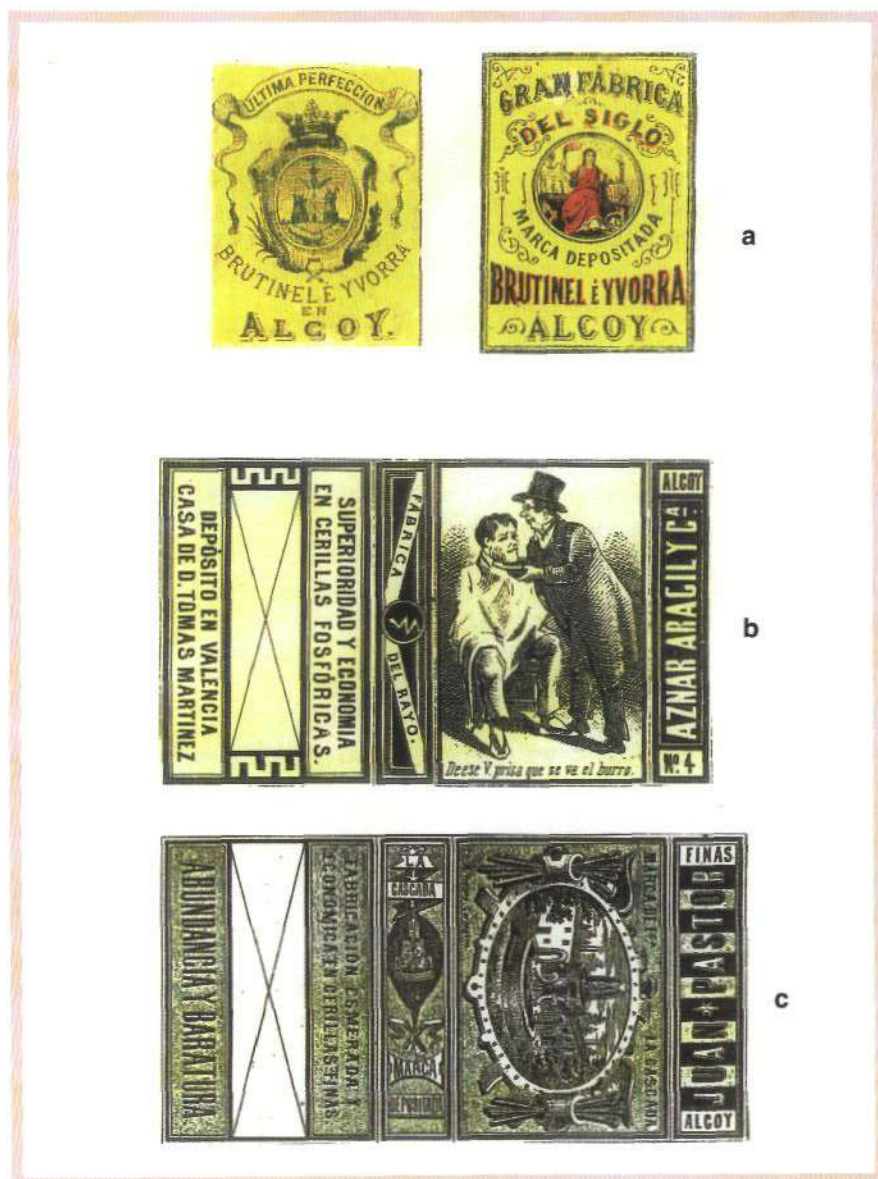 ULTIMA PERFECCION
BRUTINEL É YVORRA
EN
ALCOY.
GRAN FÁBRICA
DEL SIGLO
MARCA DEPOSITADA
BRUTINEL É YVORRA
ALCOY
a
DEPÓSITO EN VALENCIA
CASA DE D. TOMAS MARTINEZ
SUPERIORIDAD Y ECONOMIA
EN CERILLAS FOSFÓRICAS.
FÁBRICA
DEL RAYO.
Deese V. prisa que se va el burro.
ALCOY
AZNAR ARACIL Y Cª
Nº 4
b
ABUNDANCIA Y BARATURA
FABRICACION ESMERADA Y
ECONOMICA EN CERILLAS FINAS
LA
CASCADA
MARCA
DEPOSITADA
MARCA DE
LA CASCADA
FINAS
JUAN PASTOR
ALCOY
c